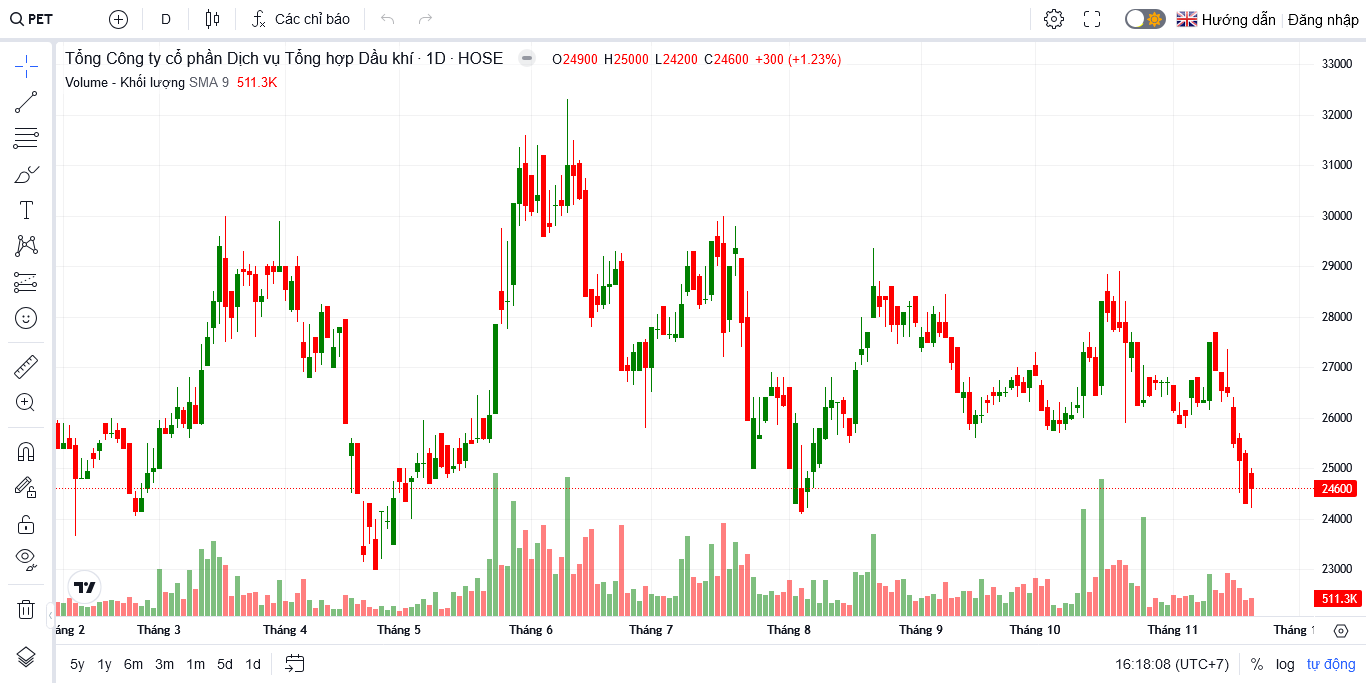 PET D Các chỉ báo Hướng dẫn Đăng nhập
Tổng Công ty cổ phần Dịch vụ Tổng hợp Dầu khí · 1D · HOSE O24900 H25000 L24200 C24600 +300 (+1.23%)
Volume - Khối lượng SMA 9 511.3K
33000
32000
31000
30000
29000
28000
27000
26000
25000
24600
24000
23000
511.3K
áng 2 Tháng 3 Tháng 4 Tháng 5 Tháng 6 Tháng 7 Tháng 8 Tháng 9 Tháng 10 Tháng 11 Tháng 1
5y 1y 6m 3m 1m 5d 1d 16:18:08 (UTC+7) % log tự động